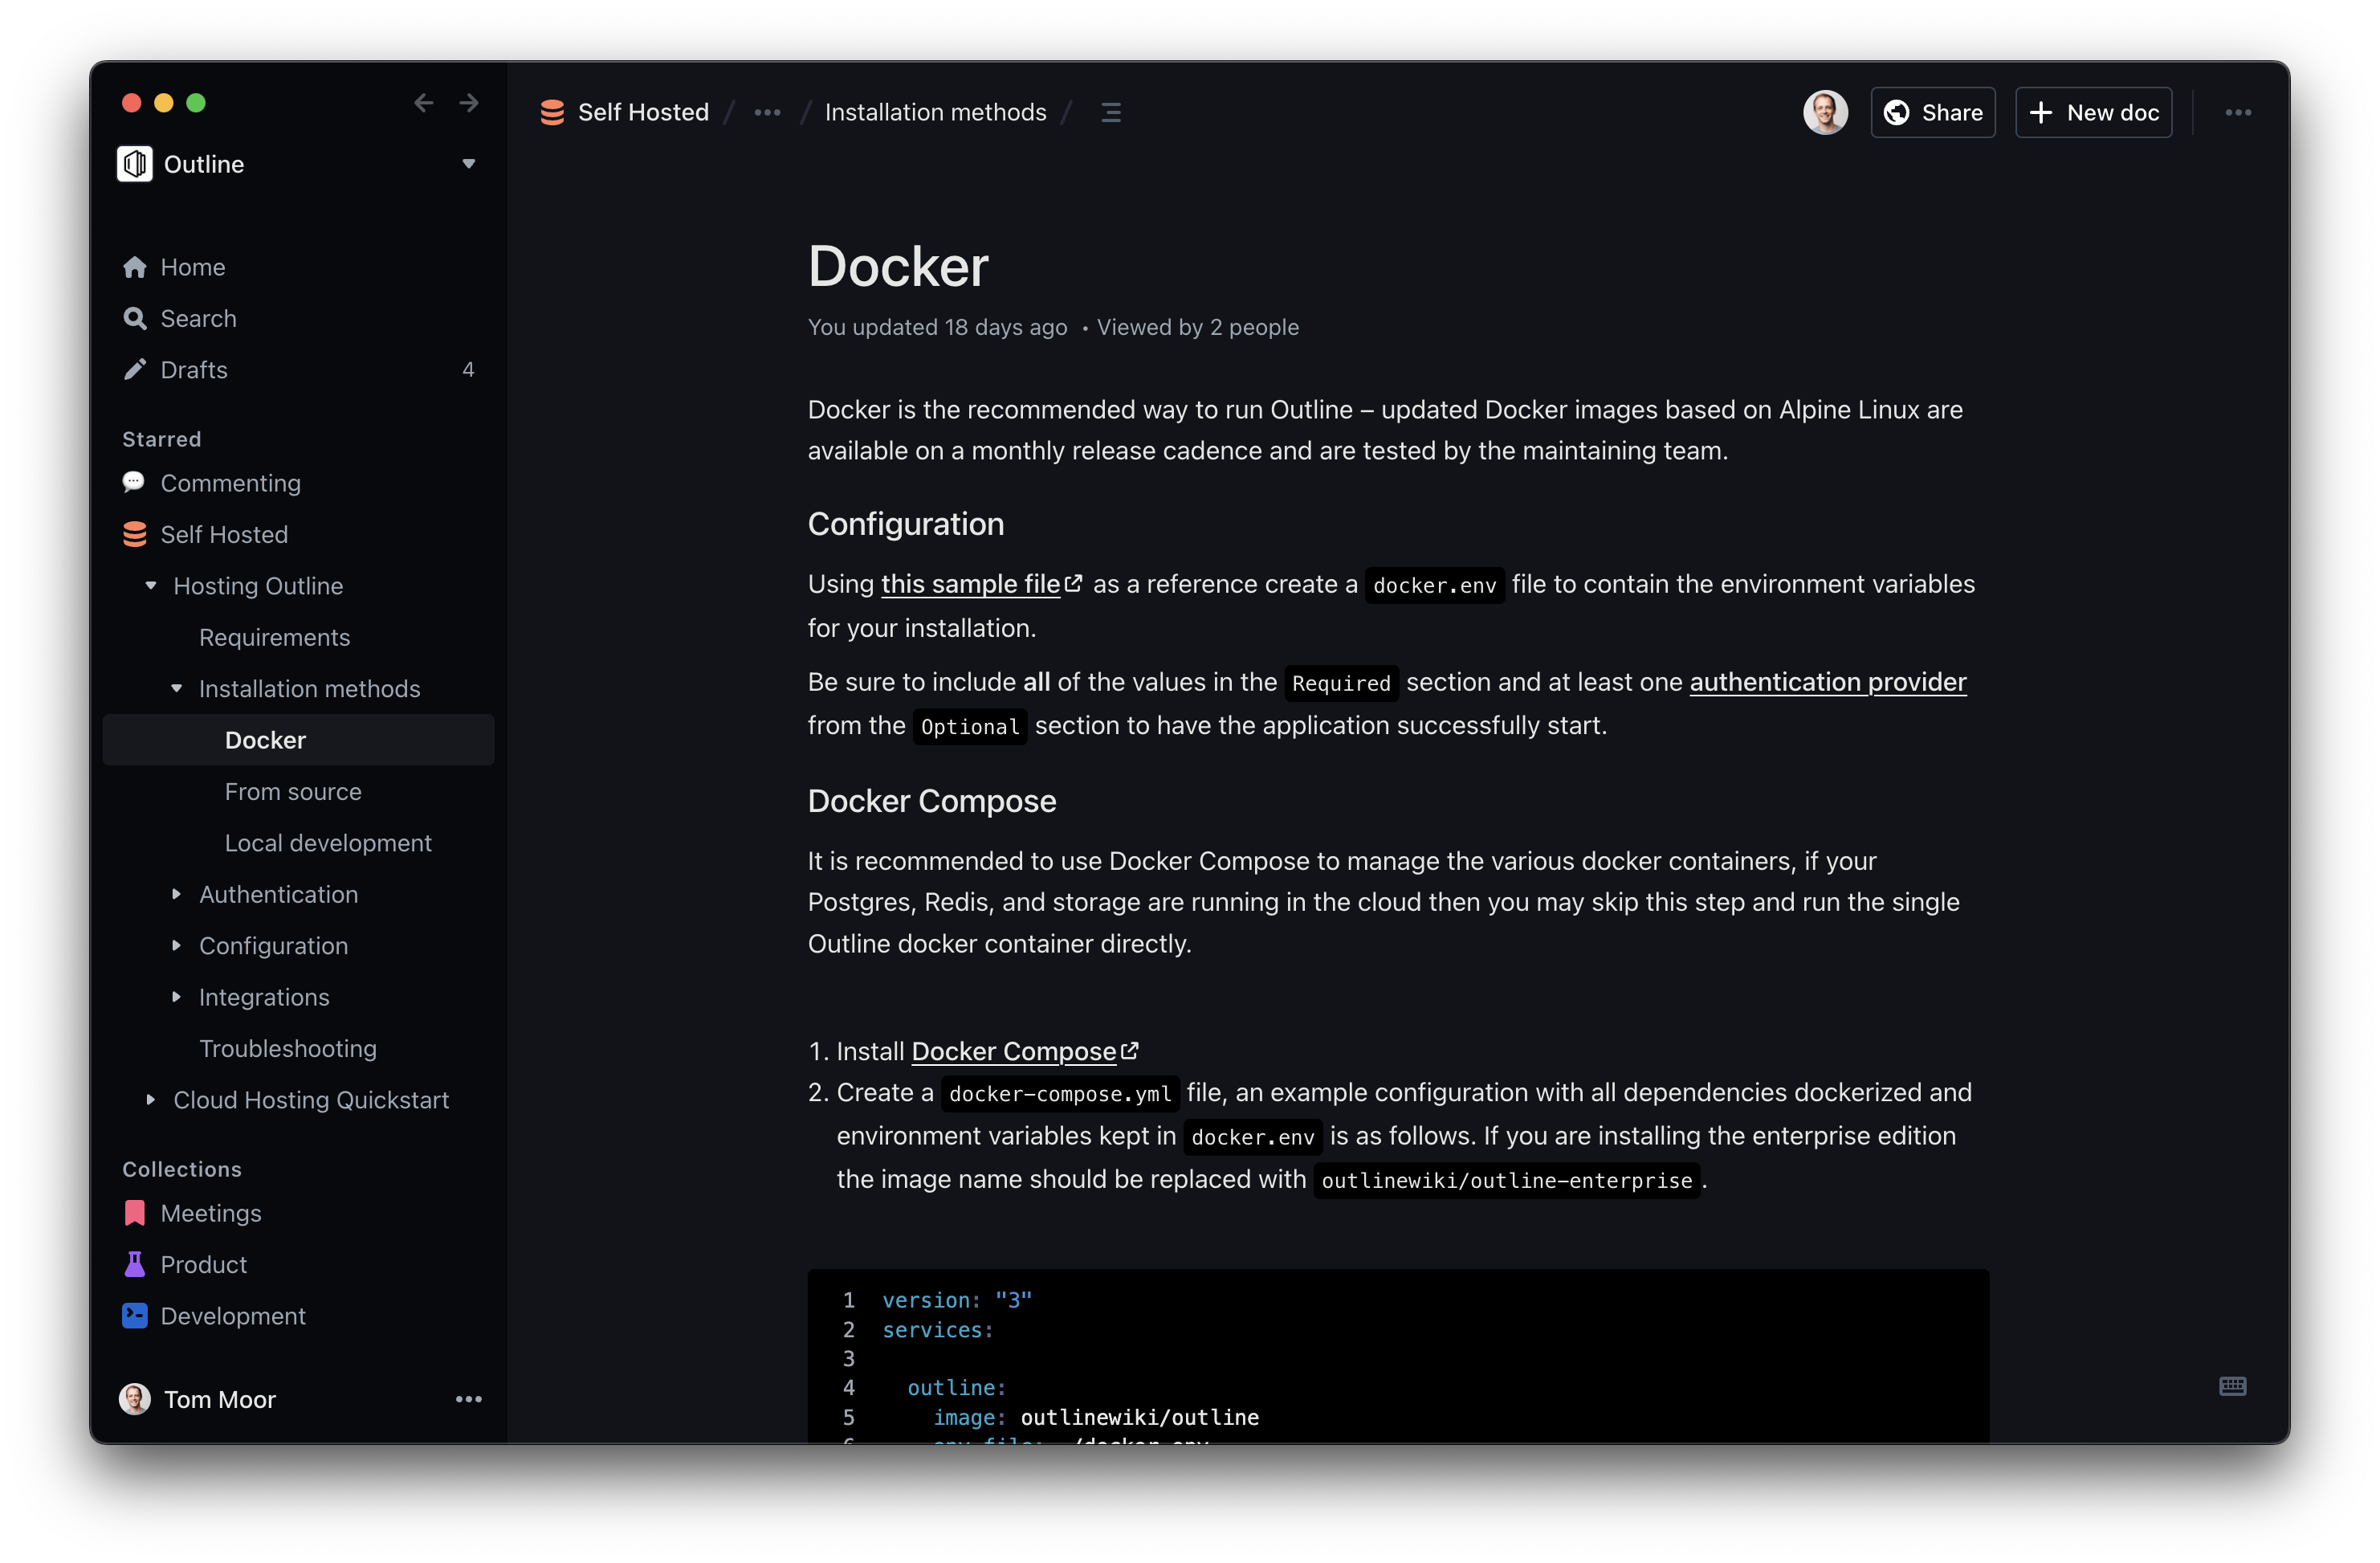 Outline
Home
Search
Drafts 4
Starred
Commenting
Self Hosted
Hosting Outline
Requirements
Installation methods
Docker
From source
Local development
Authentication
Configuration
Integrations
Troubleshooting
Cloud Hosting Quickstart
Collections
Meetings
Product
Development
Tom Moor
Self Hosted / ··· / Installation methods /
Share
New doc
Docker
You updated 18 days ago • Viewed by 2 people
Docker is the recommended way to run Outline – updated Docker images based on Alpine Linux are
available on a monthly release cadence and are tested by the maintaining team.
Configuration
Using this sample file as a reference create a docker.env file to contain the environment variables
for your installation.
Be sure to include all of the values in the Required section and at least one authentication provider
from the Optional section to have the application successfully start.
Docker Compose
It is recommended to use Docker Compose to manage the various docker containers, if your
Postgres, Redis, and storage are running in the cloud then you may skip this step and run the single
Outline docker container directly.
1. Install Docker Compose
2. Create a docker-compose.yml file, an example configuration with all dependencies dockerized and
environment variables kept in docker.env is as follows. If you are installing the enterprise edition
the image name should be replaced with outlinewiki/outline-enterprise.
1 version: "3"
2 services:
3
4 outline:
5 image: outlinewiki/outline